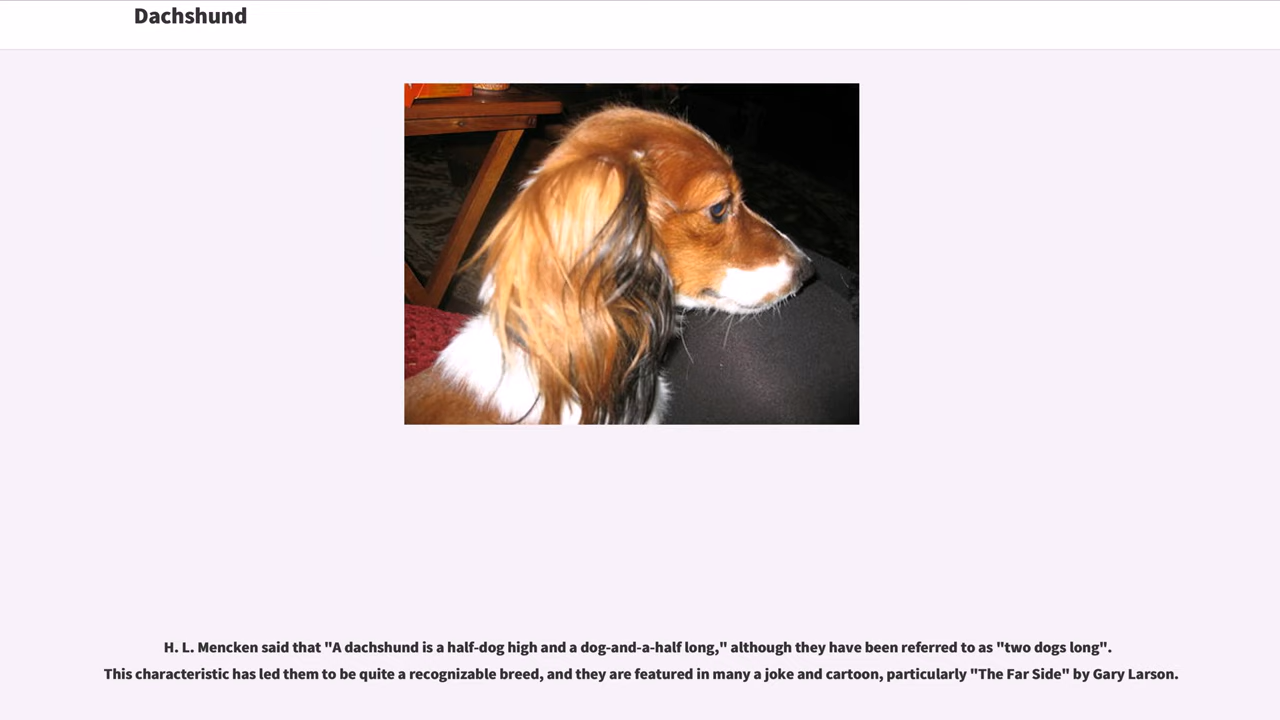 Dachshund
H. L. Mencken said that "A dachshund is a half-dog high and a dog-and-a-half long," although they have been referred to as "two dogs long".
This characteristic has led them to be quite a recognizable breed, and they are featured in many a joke and cartoon, particularly "The Far Side" by Gary Larson.